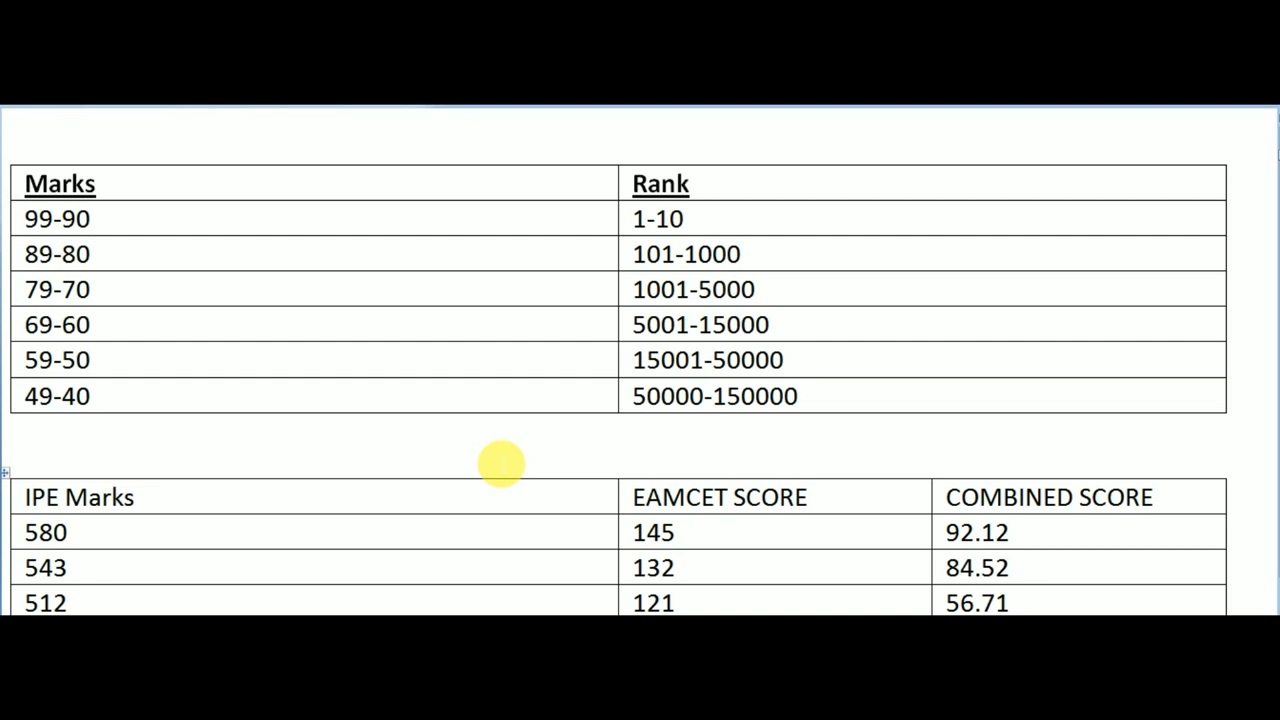 Marks Rank
99-90 1-10
89-80 101-1000
79-70 1001-5000
69-60 5001-15000
59-50 15001-50000
49-40 50000-150000
IPE Marks EAMCET SCORE COMBINED SCORE
580 145 92.12
543 132 84.52
512 121 56.71